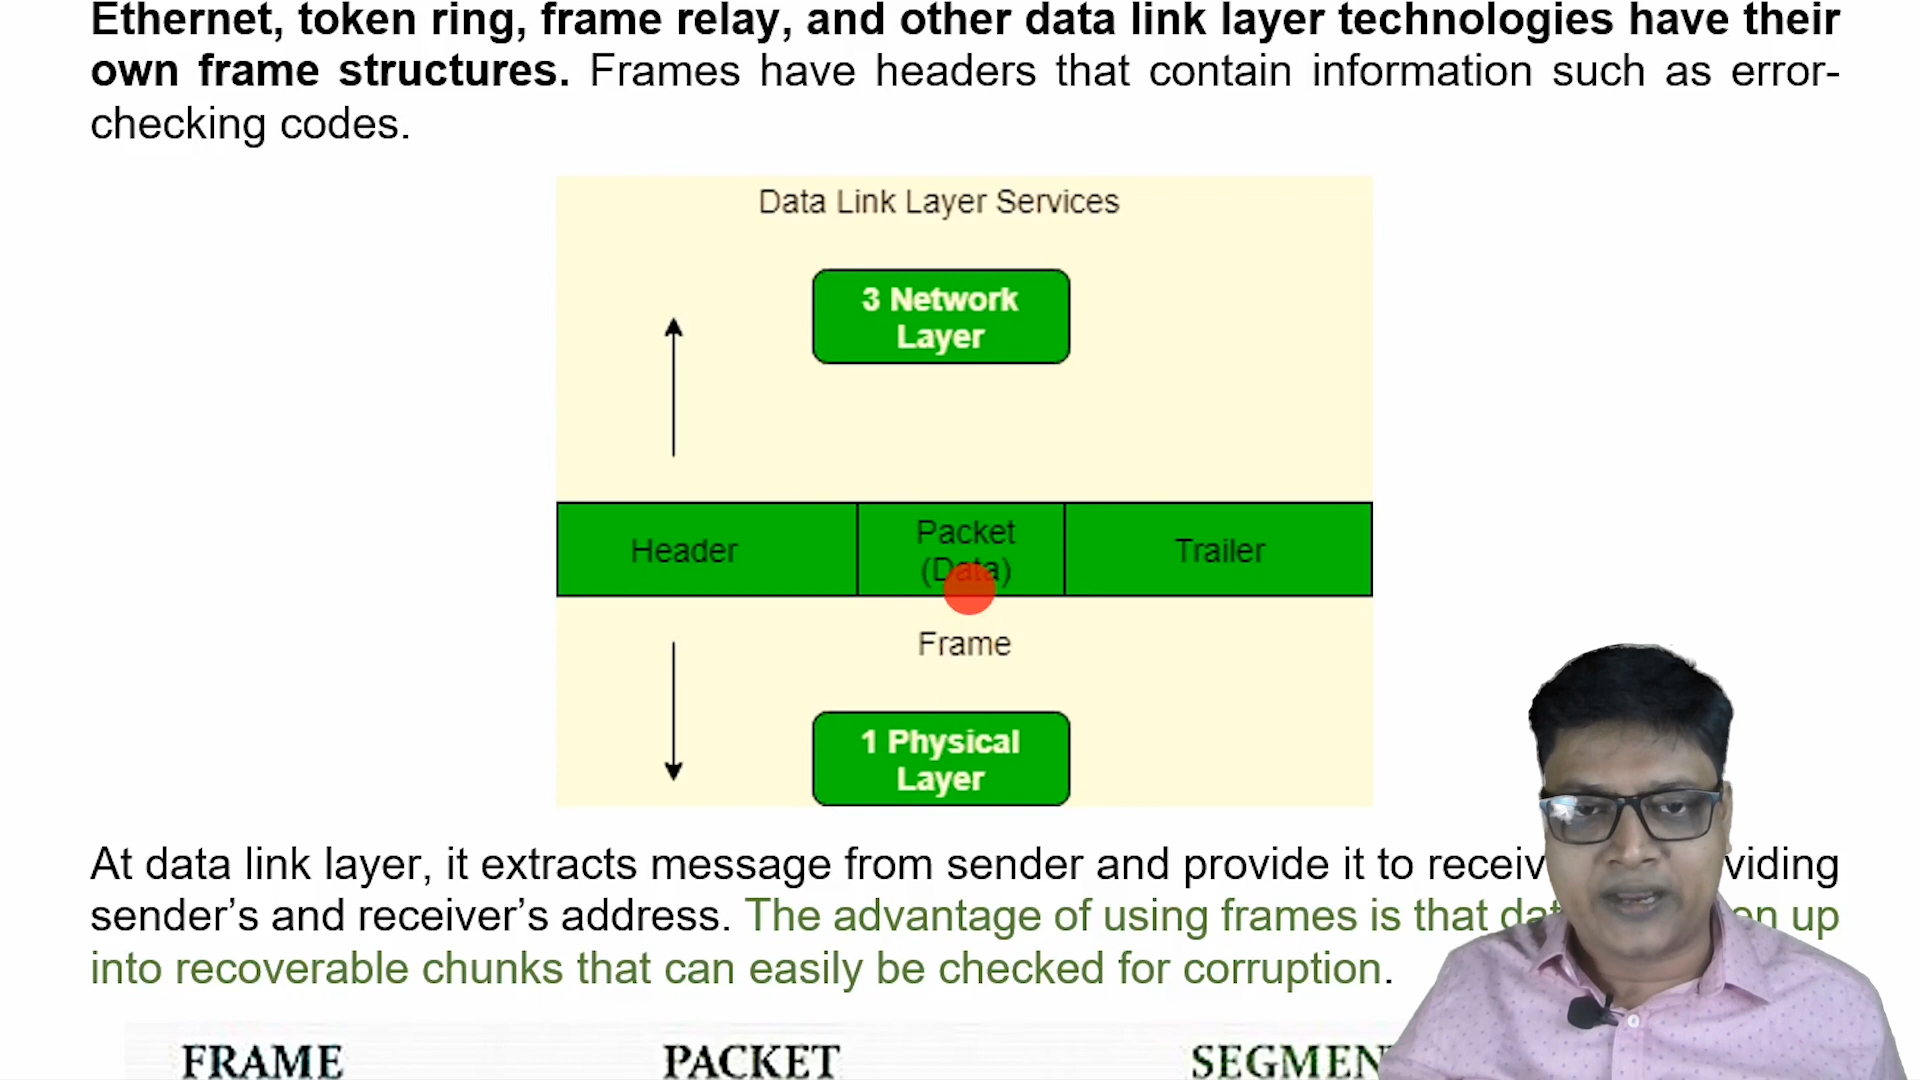 Ethernet, token ring, frame relay, and other data link layer technologies have their
own frame structures. Frames have headers that contain information such as error-
checking codes.
Data Link Layer Services
3 Network
Layer
Header
Packet
(Data)
Trailer
Frame
1 Physical
Layer
At data link layer, it extracts message from sender and provide it to
sender’s and receiver’s address. The advantage of using frames is that up
into recoverable chunks that can easily be checked for corruption.
FRAME PACKET